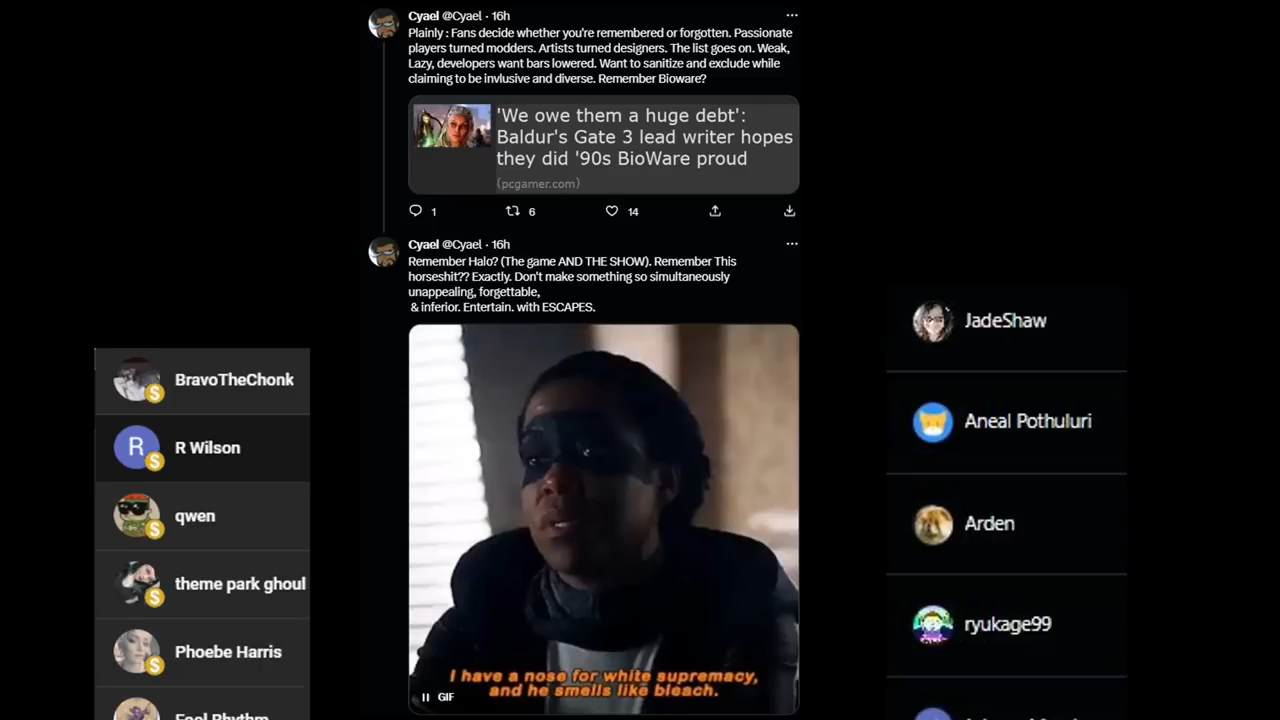 Cyael @Cyael · 16h
Plainly : Fans decide whether you're remembered or forgotten. Passionate
players turned modders. Artists turned designers. The list goes on. Weak,
Lazy, developers want bars lowered. Want to sanitize and exclude while
claiming to be invlusive and diverse. Remember Bioware?
'We owe them a huge debt':
Baldur's Gate 3 lead writer hopes
they did '90s BioWare proud
(pcgamer.com)
1 6 14
Cyael @Cyael · 16h
Remember Halo? (The game AND THE SHOW). Remember This
horseshit?? Exactly. Don't make something so simultaneously
unappealing, forgettable,
& inferior. Entertain. with ESCAPES.
I have a nose for white supremacy,
and he smells like bleach.
GIF
BravoTheChonk
R
R Wilson
qwen
theme park ghoul
Phoebe Harris
JadeShaw
Aneal Pothuluri
Arden
ryukage99